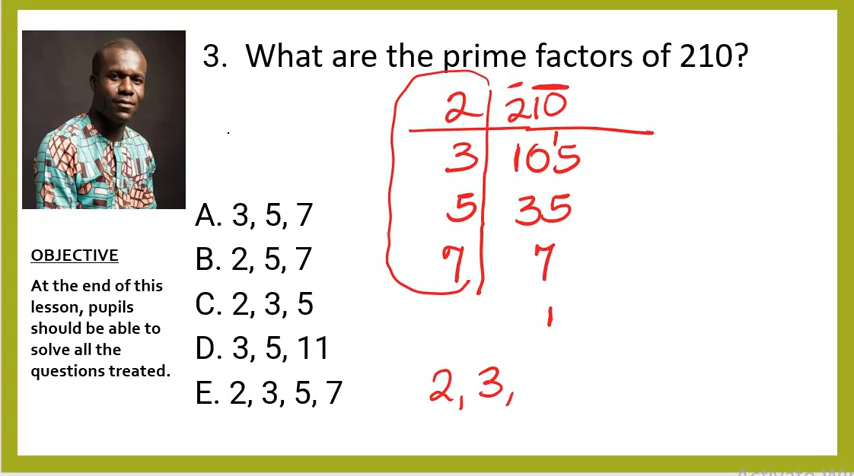 3. What are the prime factors of 210?
2 210
3 105
5 35
7 7
1
A. 3, 5, 7
B. 2, 5, 7
C. 2, 3, 5
D. 3, 5, 11
E. 2, 3, 5, 7
2, 3,
OBJECTIVE
At the end of this
lesson, pupils
should be able to
solve all the
questions treated.